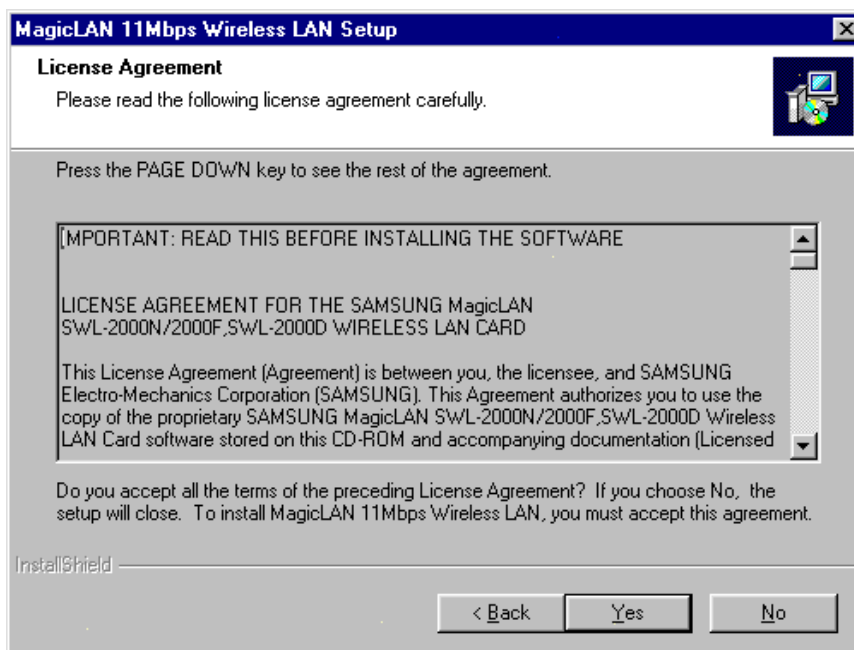 MagicLAN 11Mbps Wireless LAN Setup
License Agreement
Please read the following license agreement carefully.
Press the PAGE DOWN key to see the rest of the agreement.
IMPORTANT: READ THIS BEFORE INSTALLING THE SOFTWARE
LICENSE AGREEMENT FOR THE SAMSUNG MagicLAN
SWL-2000N/2000F,SWL-2000D WIRELESS LAN CARD
This License Agreement (Agreement) is between you, the licensee, and SAMSUNG
Electro-Mechanics Corporation (SAMSUNG). This Agreement authorizes you to use the
copy of the proprietary SAMSUNG MagicLAN SWL-2000N/2000F,SWL-2000D Wireless
LAN Card software stored on this CD-ROM and accompanying documentation (Licensed
Do you accept all the terms of the preceding License Agreement? If you choose No, the
setup will close. To install MagicLAN 11Mbps Wireless LAN, you must accept this agreement.
InstallShield
< Back Yes No